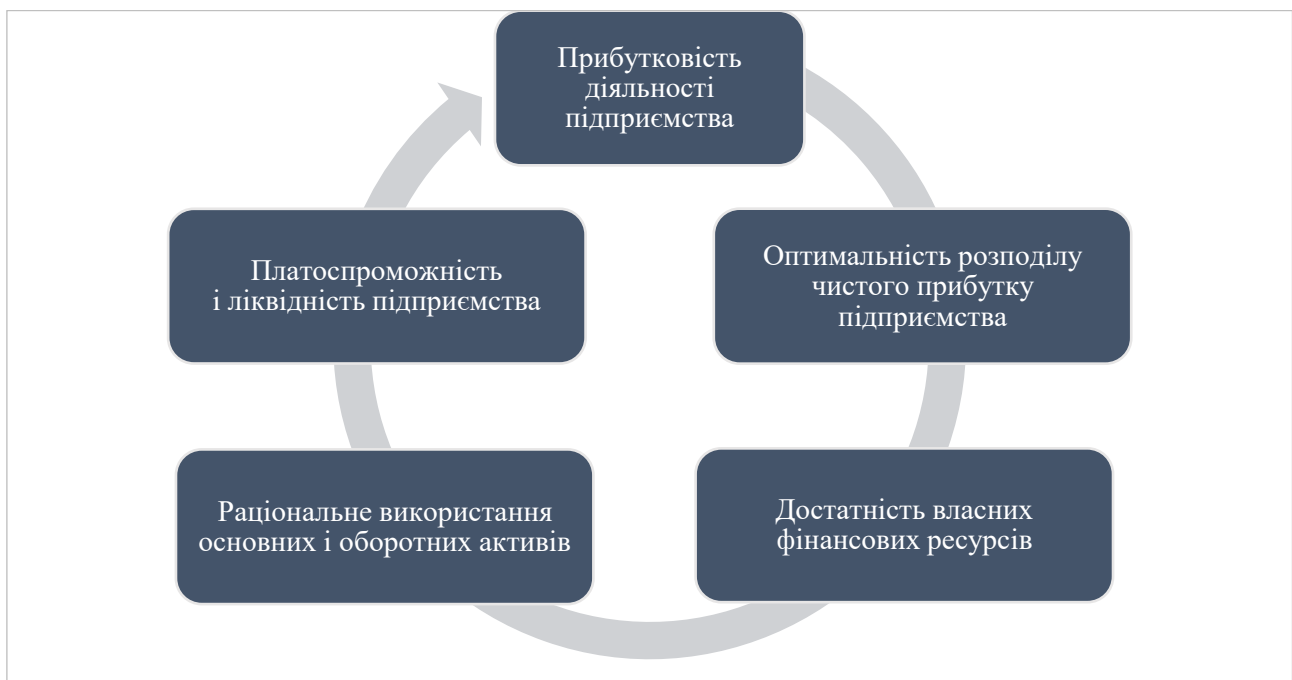 Прибутковість
діяльності
підприємства
Оптимальність розподілу
чистого прибутку
підприємства
Достатність власних
фінансових ресурсів
Раціональне використання
основних і оборотних активів
Платоспроможність
і ліквідність підприємства